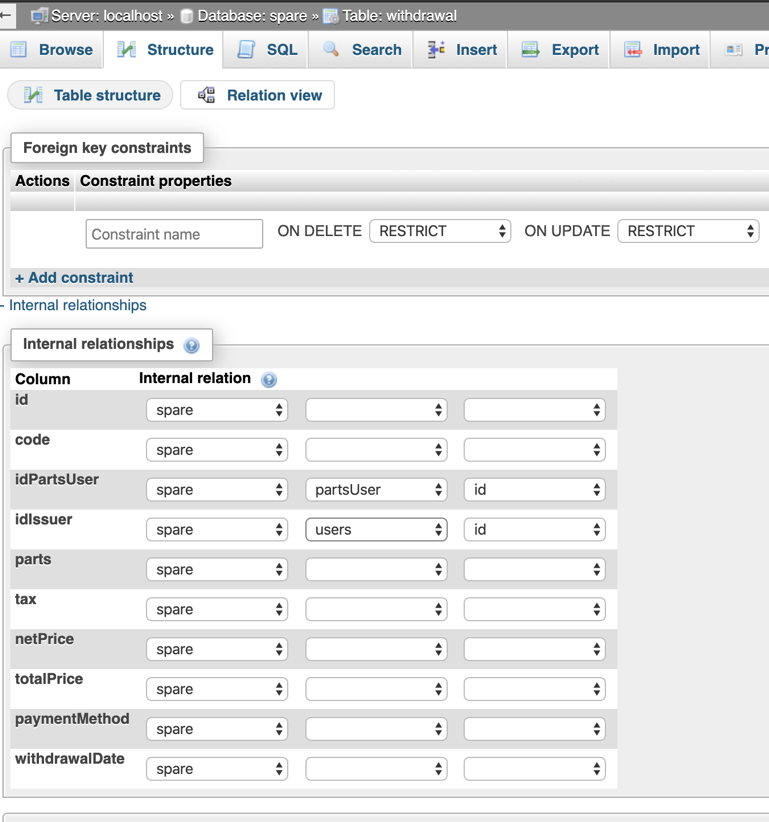 ← Server: localhost » Database: spare » Table: withdrawal
Browse Structure SQL Search Insert Export Import Pr
Table structure Relation view
Foreign key constraints
Actions Constraint properties
Constraint name ON DELETE RESTRICT ON UPDATE RESTRICT
+ Add constraint
- Internal relationships
Internal relationships
Column Internal relation
id spare
code spare
idPartsUser spare partsUser id
idIssuer spare users id
parts spare
tax spare
netPrice spare
totalPrice spare
paymentMethod spare
withdrawalDate spare